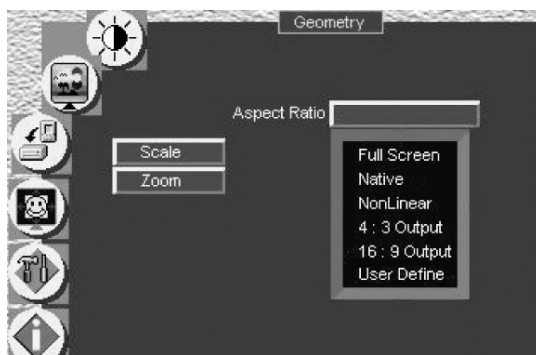 Geometry
Aspect Ratio
Scale
Zoom
Full Screen
Native
NonLinear
4 : 3 Output
16 : 9 Output
User Define